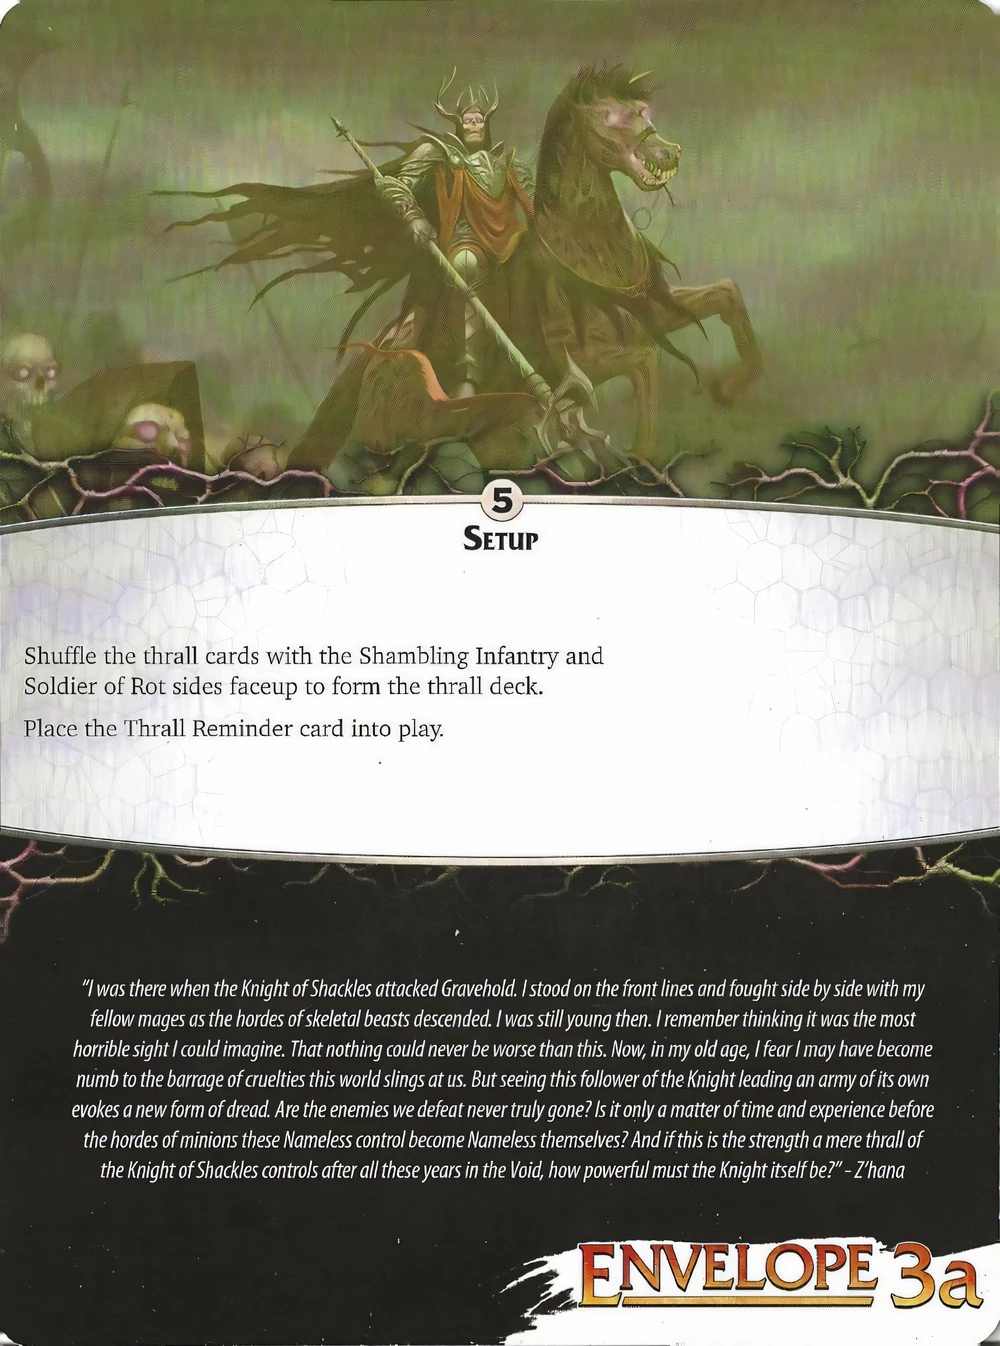 5
SETUP
Shuffle the thrall cards with the Shambling Infantry and
Soldier of Rot sides faceup to form the thrall deck.
Place the Thrall Reminder card into play.
"I was there when the Knight of Shackles attacked Gravehold. I stood on the front lines and fought side by side with my
fellow mages as the hordes of skeletal beasts descended. I was still young then. I remember thinking it was the most
horrible sight I could imagine. That nothing could never be worse than this. Now, in my old age, I fear I may have become
numb to the barrage of cruelties this world slings at us. But seeing this follower of the Knight leading an army of its own
evokes a new form of dread. Are the enemies we defeat never truly gone? Is it only a matter of time and experience before
the hordes of minions these Nameless control become Nameless themselves? And if this is the strength a mere thrall of
the Knight of Shackles controls after all these years in the Void, how powerful must the Knight itself be?" - Z'hana
ENVELOPE 3a